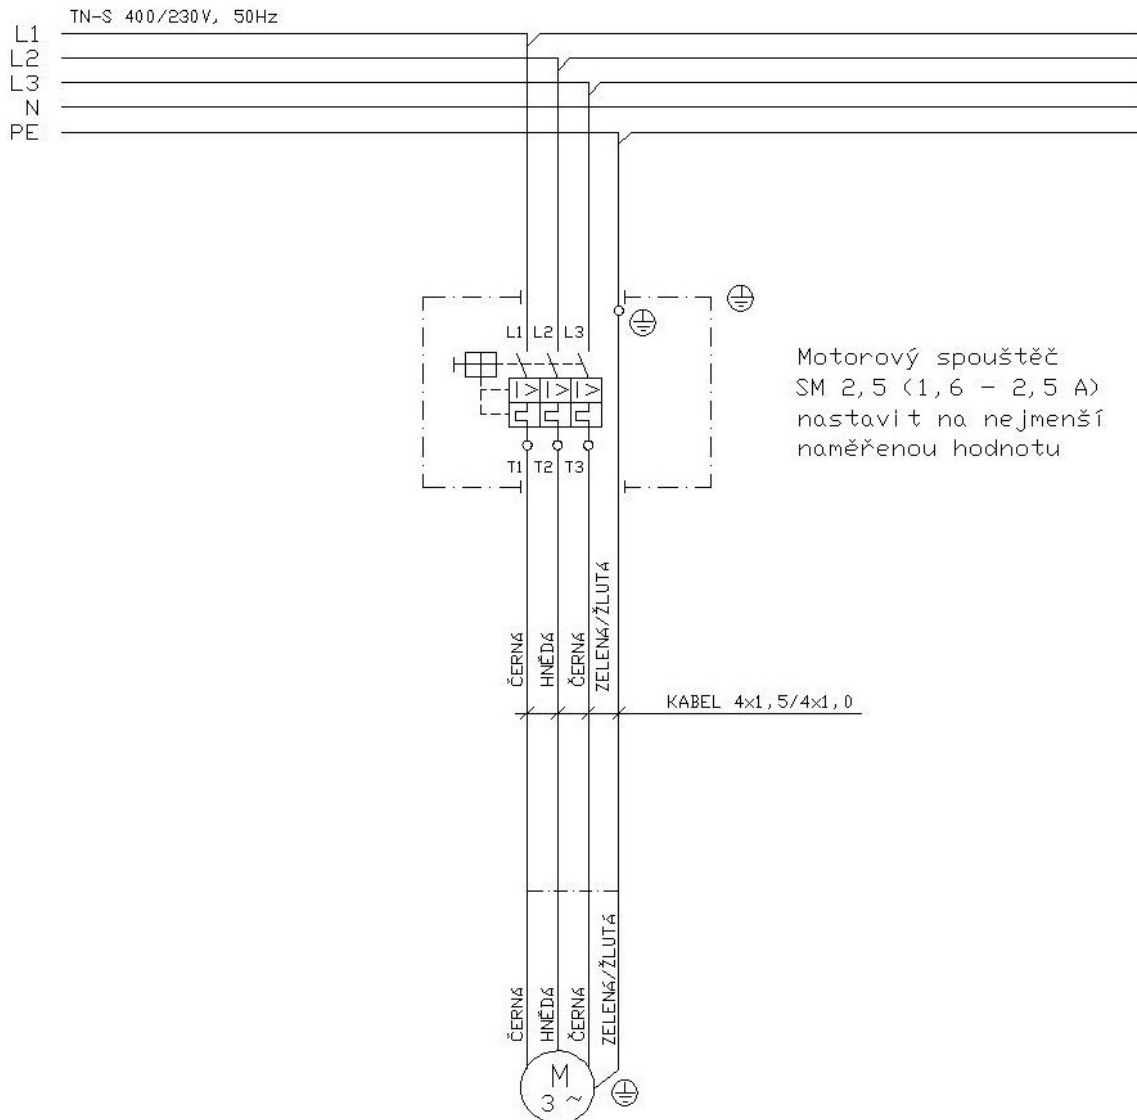 TN-S 400/230V, 50Hz
L1
L2
L3
N
PE
L1 L2 L3
Motorový spouštěč
SM 2,5 (1,6 - 2,5 A)
nastavit na nejmenší
naměřenou hodnotu
I> I> I>
T1 T2 T3
ČERNÁ
HNĚDÁ
ČERNÁ
ZELENÁ/ŽLUTÁ
KABEL 4x1,5/4x1,0
ČERNÁ
HNĚDÁ
ČERNÁ
ZELENÁ/ŽLUTÁ
M
3 ~